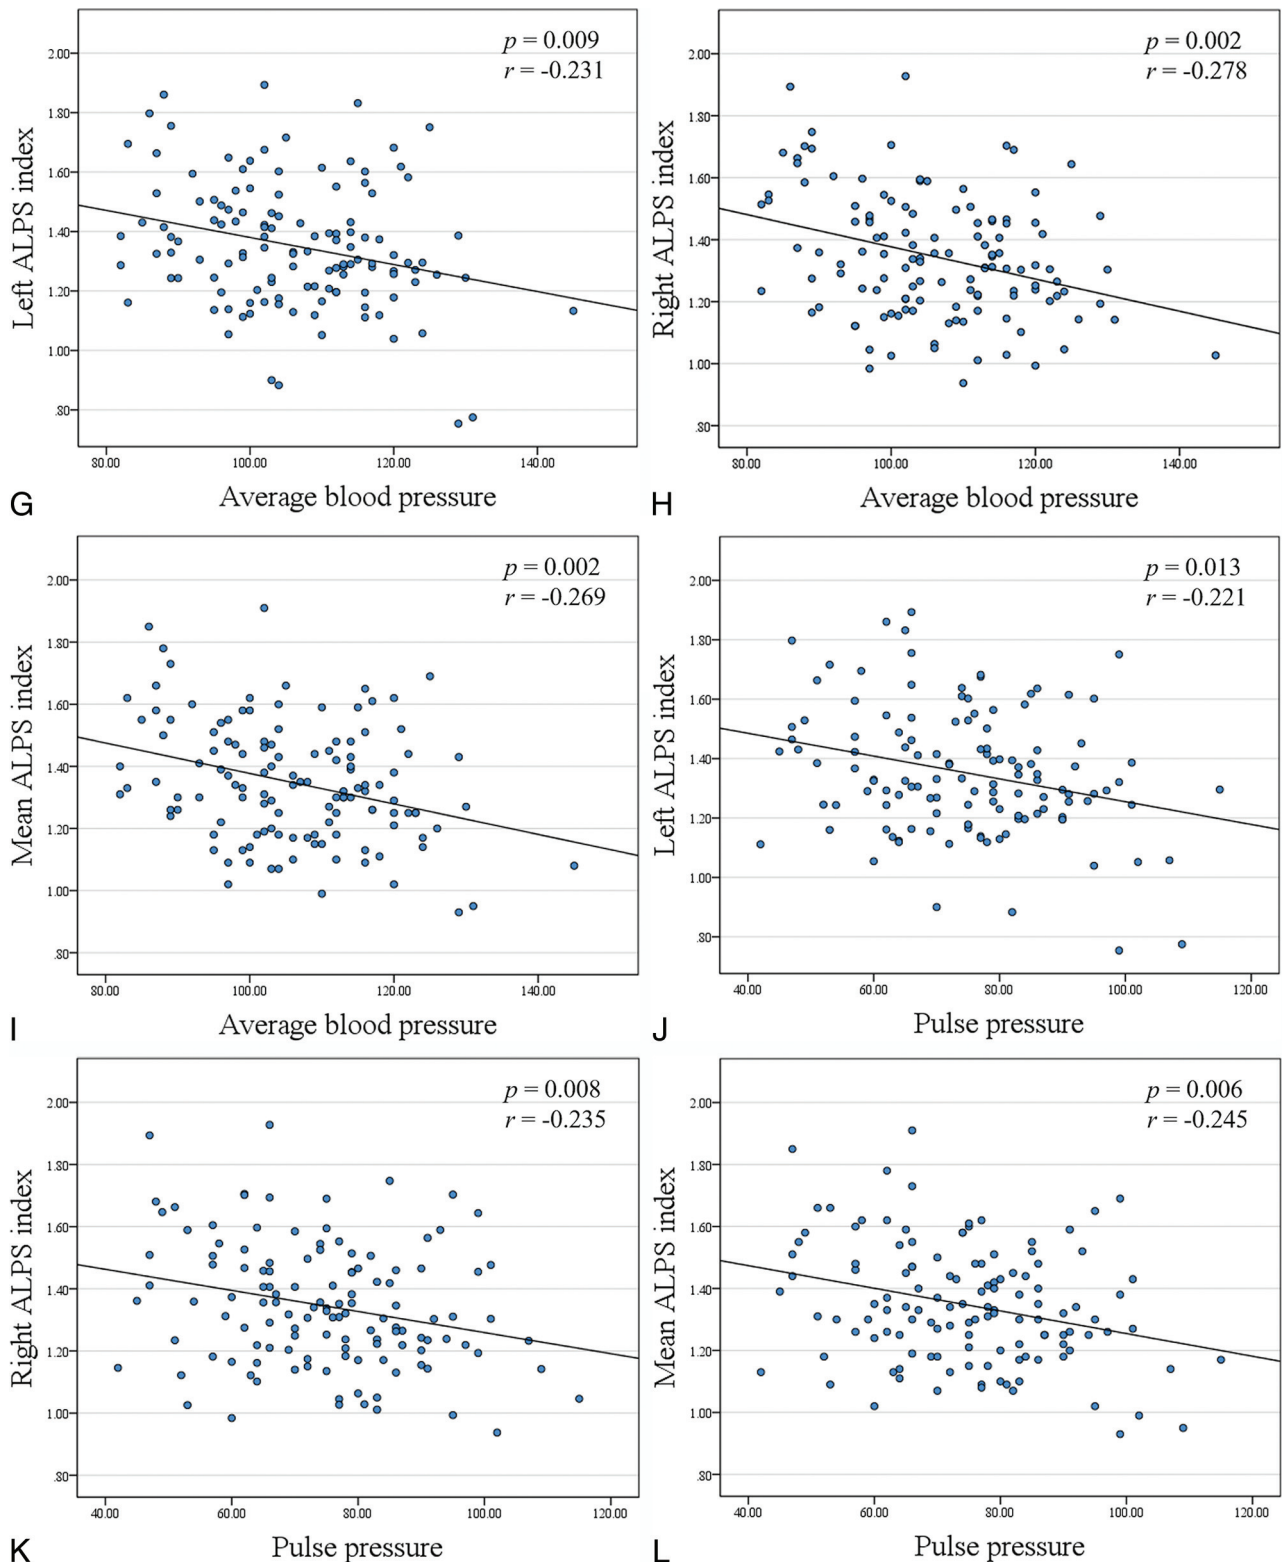 p = 0.009
r = -0.231
2.00
1.80
1.60
1.40
1.20
1.00
.80
Left ALPS index
80.00 100.00 120.00 140.00
Average blood pressure
G
p = 0.002
r = -0.278
2.00
1.80
1.60
1.40
1.20
1.00
.80
Right ALPS index
80.00 100.00 120.00 140.00
Average blood pressure
H
p = 0.002
r = -0.269
2.00
1.80
1.60
1.40
1.20
1.00
.80
Mean ALPS index
80.00 100.00 120.00 140.00
Average blood pressure
I
p = 0.013
r = -0.221
2.00
1.80
1.60
1.40
1.20
1.00
.80
Left ALPS index
40.00 60.00 80.00 100.00 120.00
Pulse pressure
J
p = 0.008
r = -0.235
2.00
1.80
1.60
1.40
1.20
1.00
.80
Right ALPS index
40.00 60.00 80.00 100.00 120.00
Pulse pressure
K
p = 0.006
r = -0.245
2.00
1.80
1.60
1.40
1.20
1.00
.80
Mean ALPS index
40.00 60.00 80.00 100.00 120.00
Pulse pressure
L